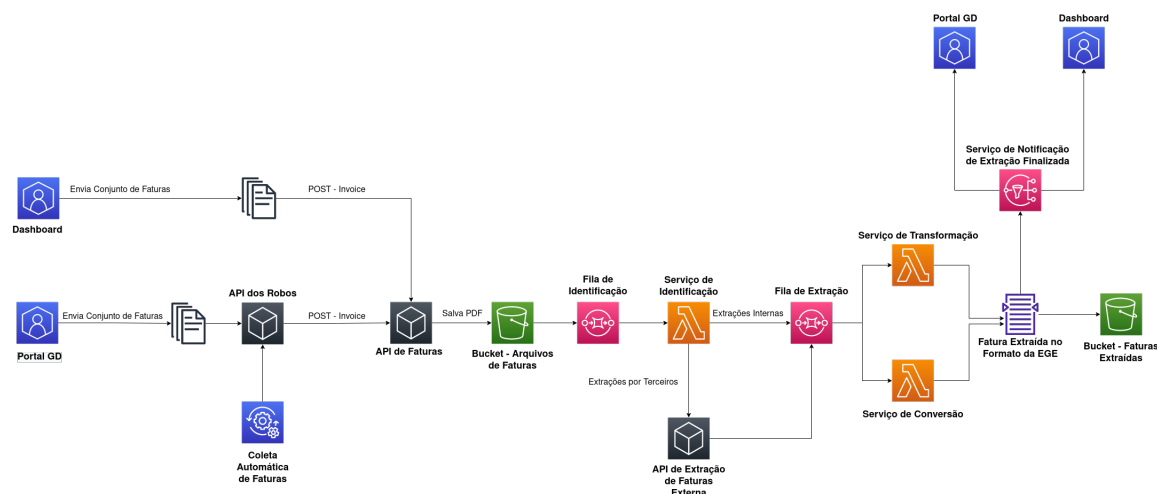 Portal GD
Dashboard
Serviço de Notificação
de Extração Finalizada
Envia Conjunto de Faturas
POST - Invoice
Dashboard
Serviço de Transformação
API dos Robos
Fila de
Identificação
Serviço de
Identificação
Fila de Extração
Envia Conjunto de Faturas
POST - Invoice
Salva PDF
Extrações Internas
Portal GD
API de Faturas
Bucket - Arquivos
de Faturas
Fatura Extraída no
Formato da EGE
Bucket - Faturas
Extraídas
Extrações por Terceiros
Serviço de Conversão
Coleta
Automática
de Faturas
API de Extração
de Faturas
Externa